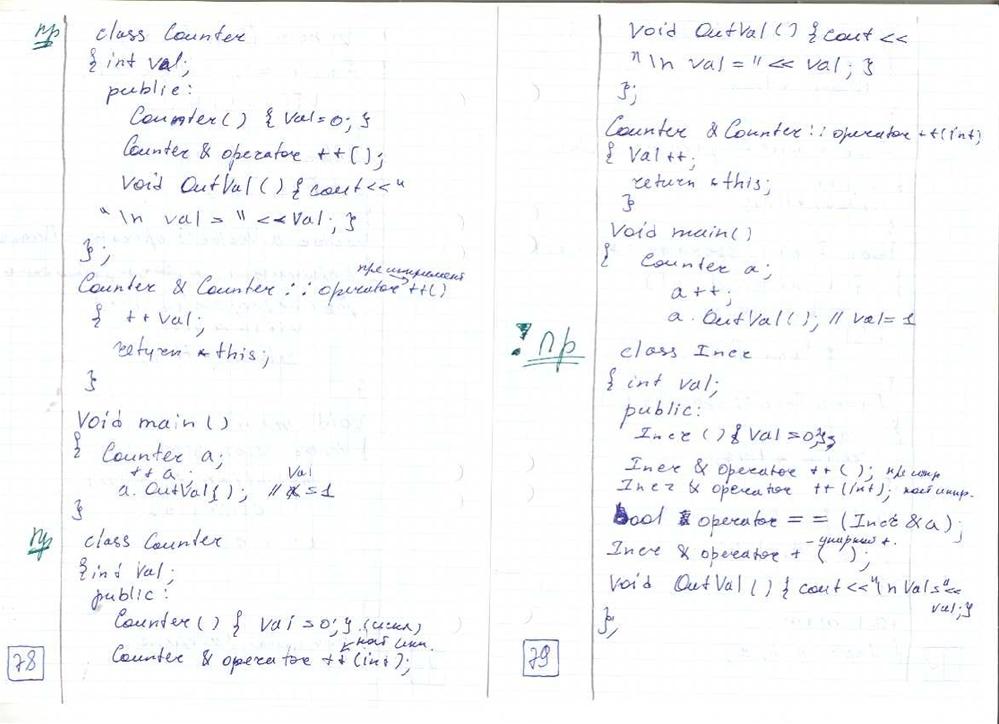 пр
class Counter
{ int val;
public:
Counter() { Val=0; }
Counter & operator ++();
Void OutVal() { cout<<"
"\n val = " <<Val; }
};
преинкремент
Counter & Counter :: operator ++()
{ ++val;
return *this;
}
Void main()
{ Counter a;
++a;
a. OutVal(); // Val = 1
}
пр
class Counter
{ int Val;
public:
Counter() { Val = 0; }
пост инкр.
Counter & operator ++ (int);
78
Void OutVal() { cout <<
"\n val = " << val; }
};
Counter & Counter :: operator ++(int)
{ Val++;
return *this;
}
Void main()
{ Counter a;
a++;
a. OutVal(); // val = 1
! пр
class Incr
{ int val;
public:
Incr () { Val = 0; };
Incr & operator ++ (); пре инкр
Incr & operator ++ (int); пост инкр.
bool operator == (Incr &a);
- унарный +.
Incr & operator + ( );
Void OutVal() { cout <<"\n Val="<<
val; }
};
79